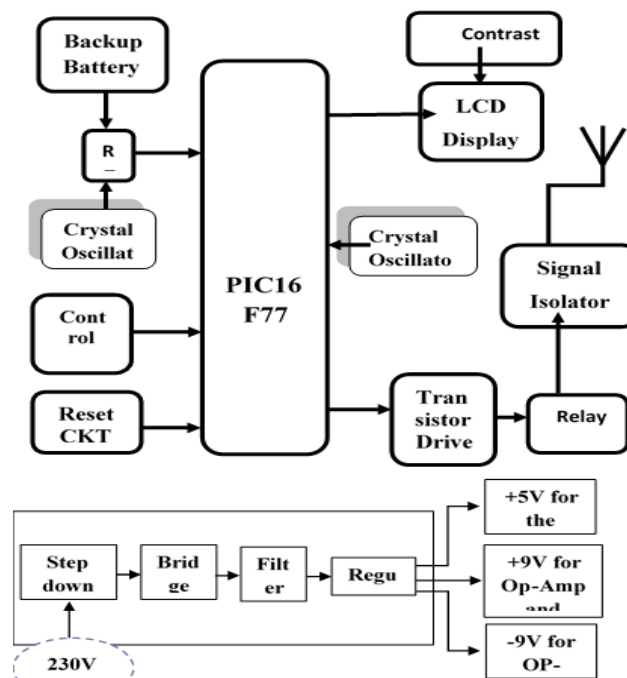 Backup
Battery
Contrast
LCD
Display
R
Crystal
Oscillat
Crystal
Oscillato
PIC16
F77
Signal
Isolator
Cont
rol
Reset
CKT
Tran
sistor
Drive
Relay
+5V for
the
Step
down
Brid
ge
Filt
er
Regu
+9V for
Op-Amp
and
-9V for
OP-
230V